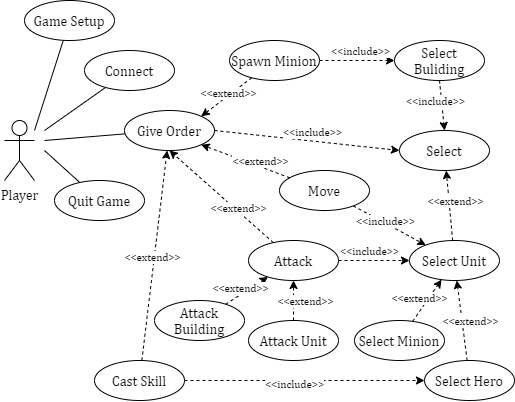 Game Setup
Spawn Minion
<<include>>
Select
Buliding
Connect
<<extend>>
<<include>>
Give Order
<<include>>
Select
<<extend>>
Player
Quit Game
Move
<<extend>>
<<include>>
<<extend>>
<<extend>>
Attack
<<include>>
Select Unit
<<extend>>
Attack
Building
<<extend>>
<<extend>>
<<extend>>
Attack Unit
Select Minion
Cast Skill
<<include>>
Select Hero